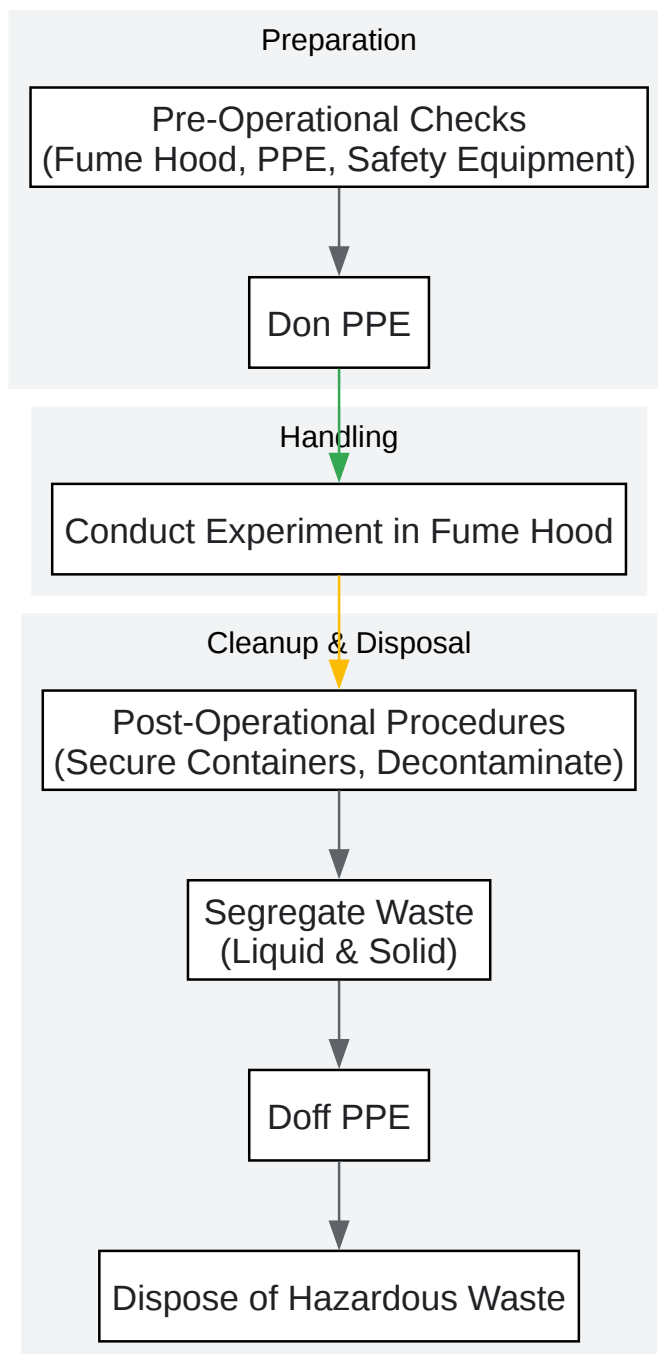 Preparation
Pre-Operational Checks
(Fume Hood, PPE, Safety Equipment)
Don PPE
Handling
Conduct Experiment in Fume Hood
Cleanup & Disposal
Post-Operational Procedures
(Secure Containers, Decontaminate)
Segregate Waste
(Liquid & Solid)
Doff PPE
Dispose of Hazardous Waste